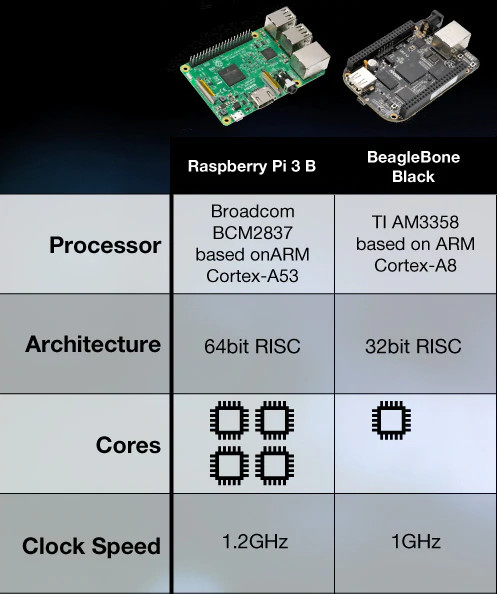 Raspberry Pi 3 B
BeagleBone
Black
Processor
Broadcom
BCM2837
based onARM
Cortex-A53
TI AM3358
based on ARM
Cortex-A8
Architecture
64bit RISC
32bit RISC
Cores
Clock Speed
1.2GHz
1GHz